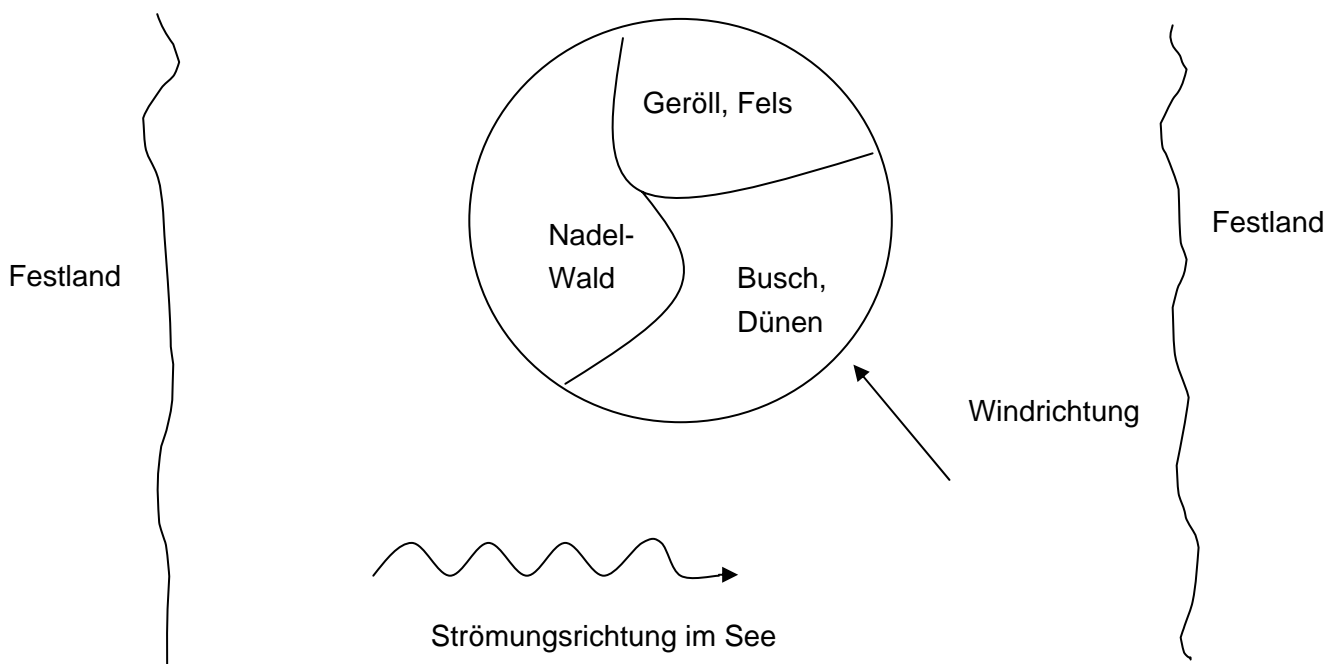 Geröll, Fels
Festland
Nadel-
Wald
Festland
Busch,
Dünen
Windrichtung
Strömungsrichtung im See